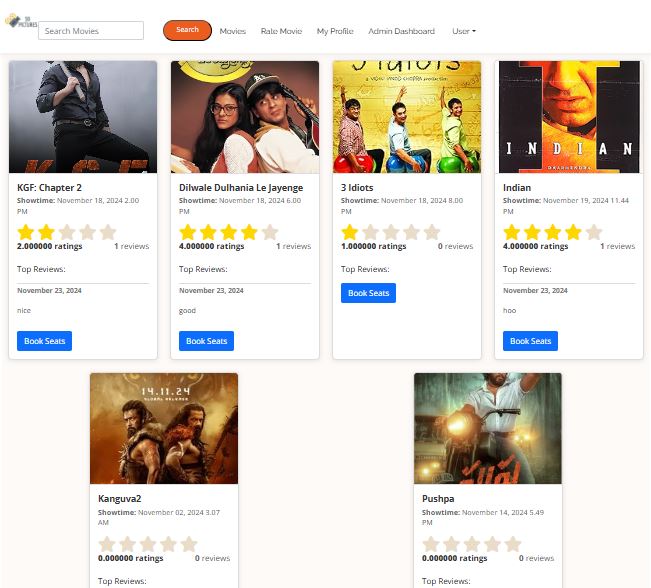 SD
PICTURES
Search Movies
Search
Movies
Rate Movie
My Profile
Admin Dashboard
User
KGF: Chapter 2
Showtime: November 18, 2024 2.00
PM
2.000000 ratings
1 reviews
Top Reviews:
November 23, 2024
nice
Book Seats
Dilwale Dulhania Le Jayenge
Showtime: November 18, 2024 6.00
PM
4.000000 ratings
1 reviews
Top Reviews:
November 23, 2024
good
Book Seats
3 Idiots
Showtime: November 18, 2024 8.00
PM
1.000000 ratings
0 reviews
Top Reviews:
Book Seats
INDIAN
Indian
Showtime: November 19, 2024 11.44
PM
4.000000 ratings
1 reviews
Top Reviews:
November 23, 2024
hoo
Book Seats
14.11.24
GLOBAL RELEASE
Kanguva2
Showtime: November 02, 2024 3.07
AM
0.000000 ratings
0 reviews
Top Reviews:
Pushpa
Showtime: November 14, 2024 5.49
PM
0.000000 ratings
0 reviews
Top Reviews: